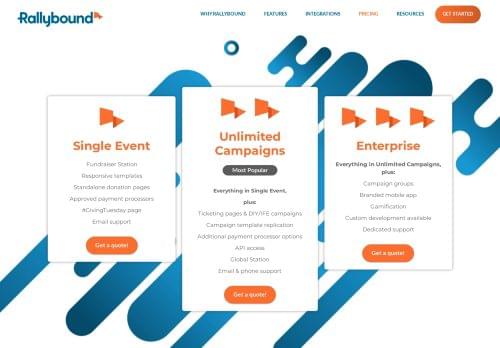 Rallybound
WHY RALLYBOUND
FEATURES
INTEGRATIONS
PRICING
RESOURCES
GET STARTED
Single Event
Fundraiser Station
Responsive templates
Standalone donation pages
Approved payment processors
#GivingTuesday page
Email support
Get a quote!
Unlimited
Campaigns
Most Popular
Everything in Single Event,
plus:
Ticketing pages & DIY/IFE campaigns
Campaign template replication
Additional payment processor options
API access
Global Station
Email & phone support
Get a quote!
Enterprise
Everything in Unlimited Campaigns,
plus:
Campaign groups
Branded mobile app
Gamification
Custom development available
Dedicated support
Get a quote!